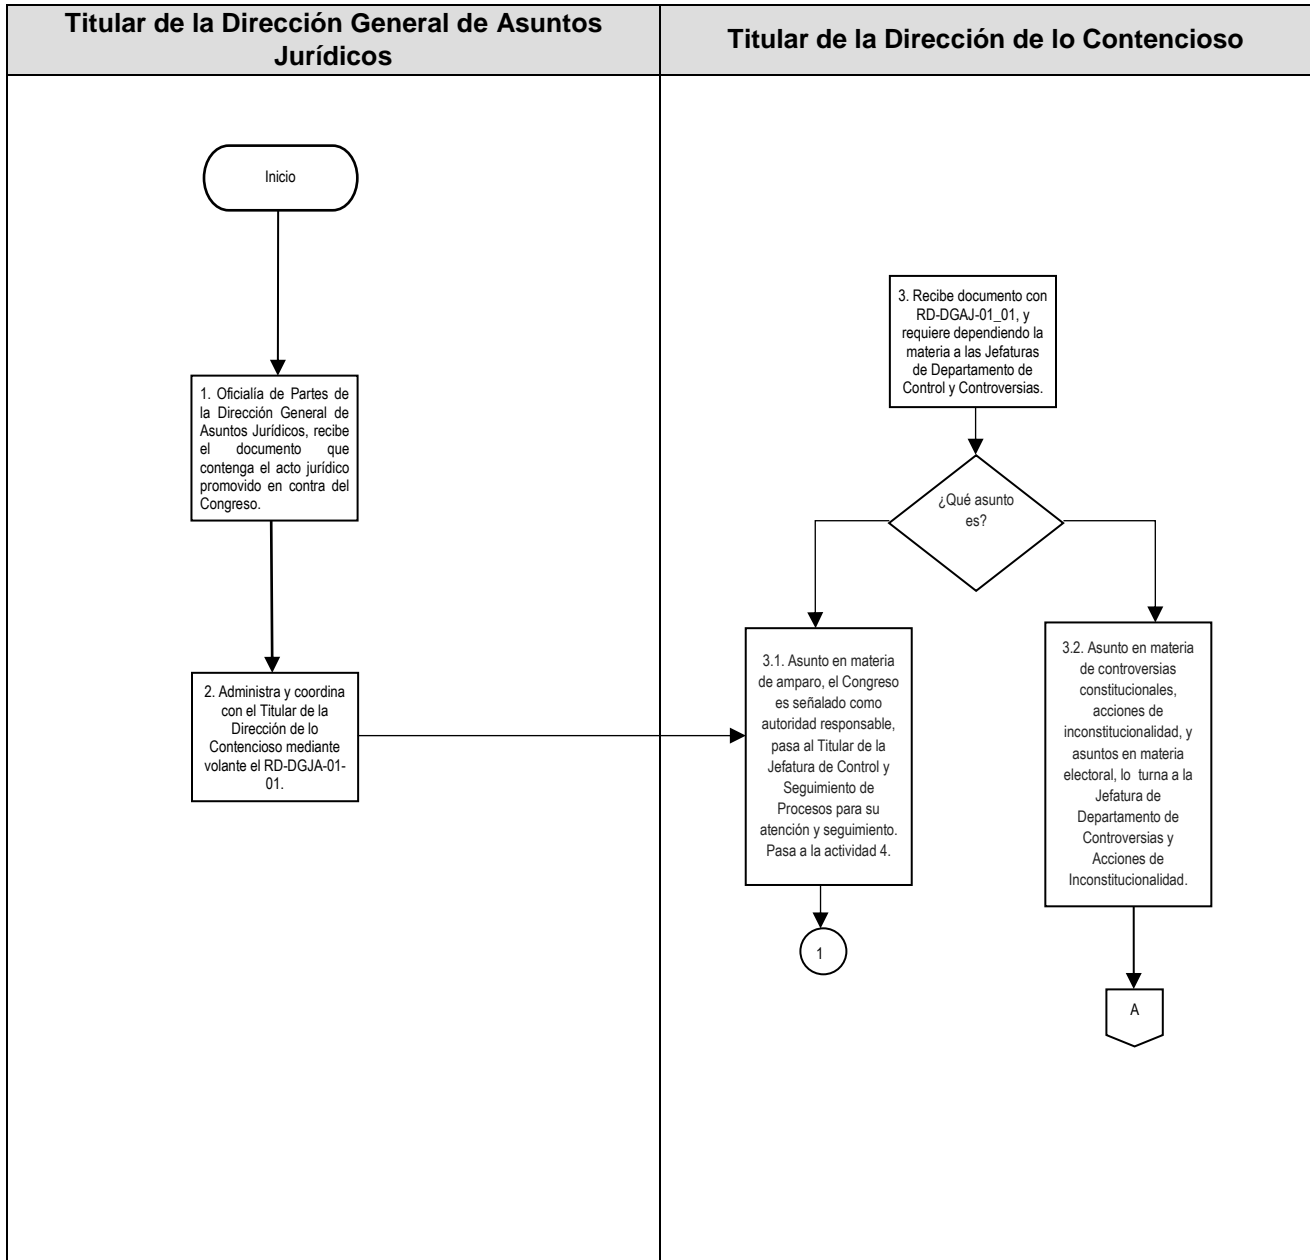 Titular de la Dirección General de Asuntos
Jurídicos
Titular de la Dirección de lo Contencioso
Inicio
1. Oficialía de Partes de
la Dirección General de
Asuntos Jurídicos, recibe
el documento que
contenga el acto jurídico
promovido en contra del
Congreso.
2. Administra y coordina
con el Titular de la
Dirección de lo
Contencioso mediante
volante el RD-DGJA-01-
01.
3. Recibe documento con
RD-DGAJ-01_01, y
requiere dependiendo la
materia a las Jefaturas
de Departamento de
Control y Controversias.
¿Qué asunto
es?
3.1. Asunto en materia
de amparo, el Congreso
es señalado como
autoridad responsable,
pasa al Titular de la
Jefatura de Control y
Seguimiento de
Procesos para su
atención y seguimiento.
Pasa a la actividad 4.
1
3.2. Asunto en materia
de controversias
constitucionales,
acciones de
inconstitucionalidad, y
asuntos en materia
electoral, lo turna a la
Jefatura de
Departamento de
Controversias y
Acciones de
Inconstitucionalidad.
A